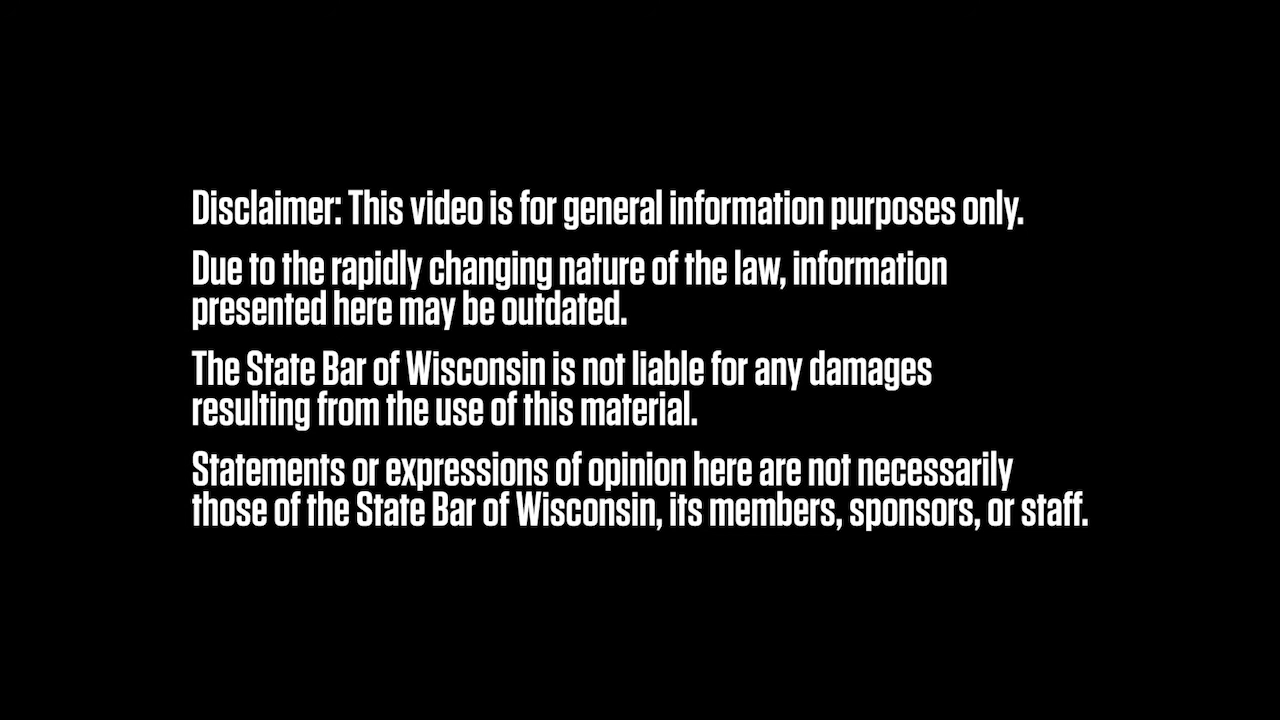 Disclaimer: This video is for general information purposes only.
Due to the rapidly changing nature of the law, information
presented here may be outdated.
The State Bar of Wisconsin is not liable for any damages
resulting from the use of this material.
Statements or expressions of opinion here are not necessarily
those of the State Bar of Wisconsin, its members, sponsors, or staff.